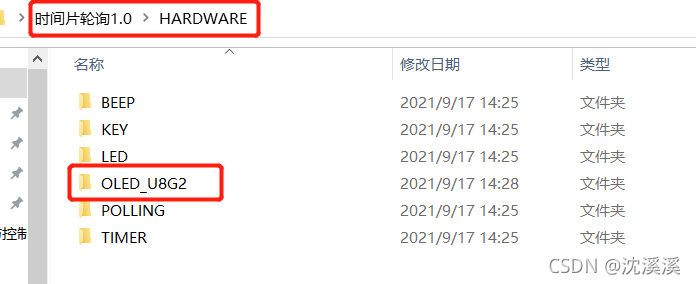 时间片轮询1.0 > HARDWARE
名称 修改日期 类型
BEEP 2021/9/17 14:25 文件夹
KEY 2021/9/17 14:25 文件夹
LED 2021/9/17 14:25 文件夹
OLED_U8G2 2021/9/17 14:28 文件夹
POLLING 2021/9/17 14:25 文件夹
TIMER 2021/9/17 14:25 文件夹
控制
CSDN @沈溪溪